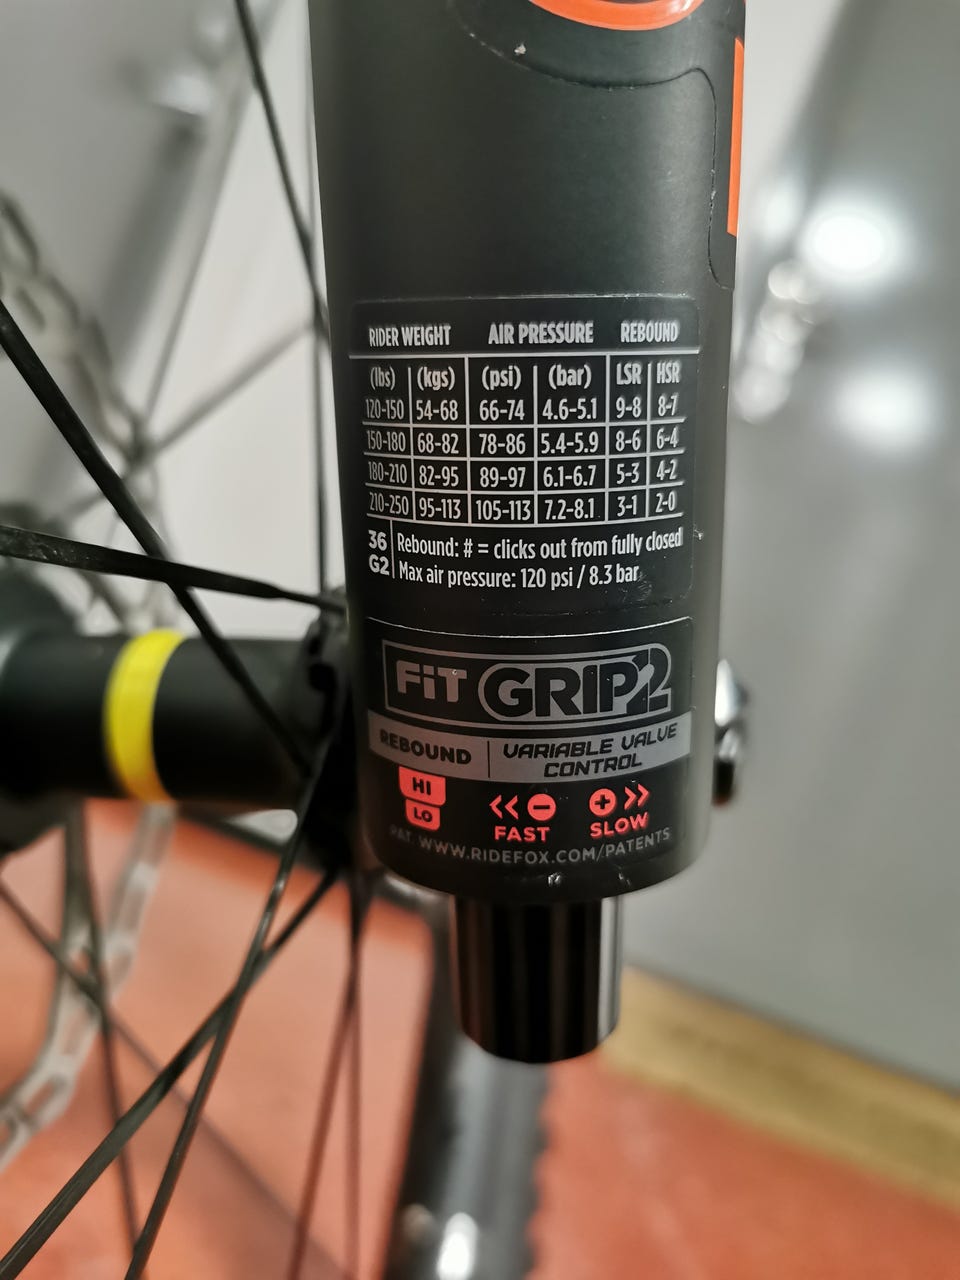 RIDER WEIGHT AIR PRESSURE REBOUND
(lbs) (kgs) (psi) (bar) LSR HSR
120-150 54-68 66-74 4.6-5.1 9-8 8-7
150-180 68-82 78-86 5.4-5.9 8-6 6-4
180-210 82-95 89-97 6.1-6.7 5-3 4-2
210-250 95-113 105-113 7.2-8.1 3-1 2-0
36 G2 Rebound: # = clicks out from fully closed
Max air pressure: 120 psi / 8.3 bar
FiT GRIP2
REBOUND VARIABLE VALVE
CONTROL
HI
LO
<< - + >>
FAST SLOW
PAT. WWW.RIDEFOX.COM/PATENTS